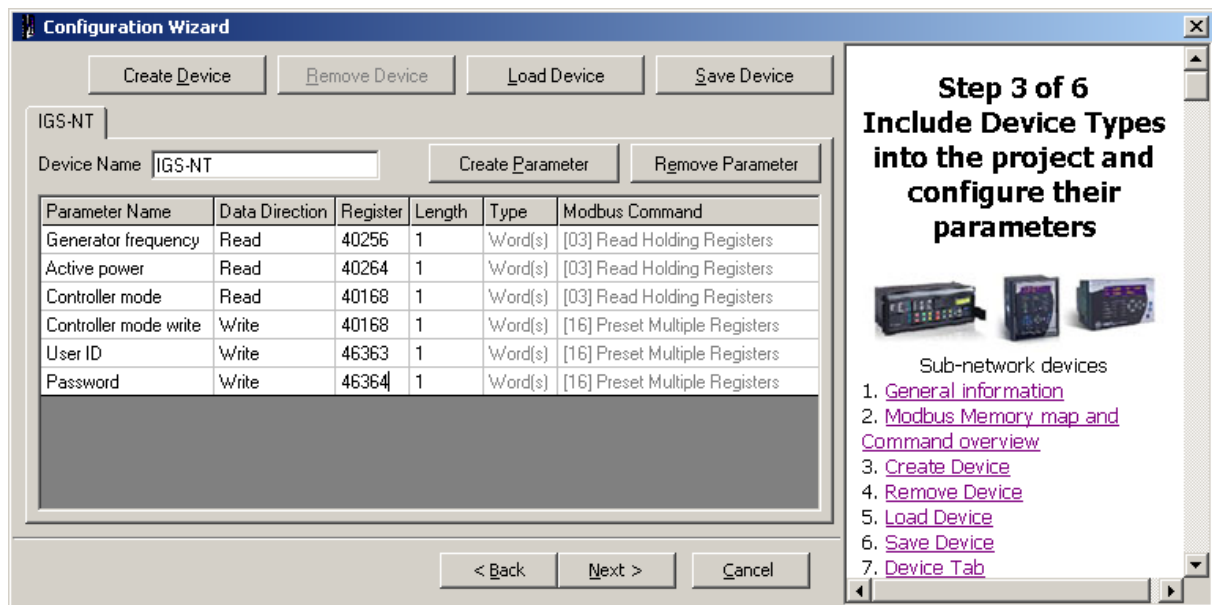 Configuration Wizard
Create Device Remove Device Load Device Save Device
IGS-NT
Device Name IGS-NT Create Parameter Remove Parameter
Parameter Name Data Direction Register Length Type Modbus Command
Generator frequency Read 40256 1 Word(s) [03] Read Holding Registers
Active power Read 40264 1 Word(s) [03] Read Holding Registers
Controller mode Read 40168 1 Word(s) [03] Read Holding Registers
Controller mode write Write 40168 1 Word(s) [16] Preset Multiple Registers
User ID Write 46363 1 Word(s) [16] Preset Multiple Registers
Password Write 46364 1 Word(s) [16] Preset Multiple Registers
< Back Next > Cancel
Step 3 of 6
Include Device Types
into the project and
configure their
parameters
Sub-network devices
1. General information
2. Modbus Memory map and
Command overview
3. Create Device
4. Remove Device
5. Load Device
6. Save Device
7. Device Tab